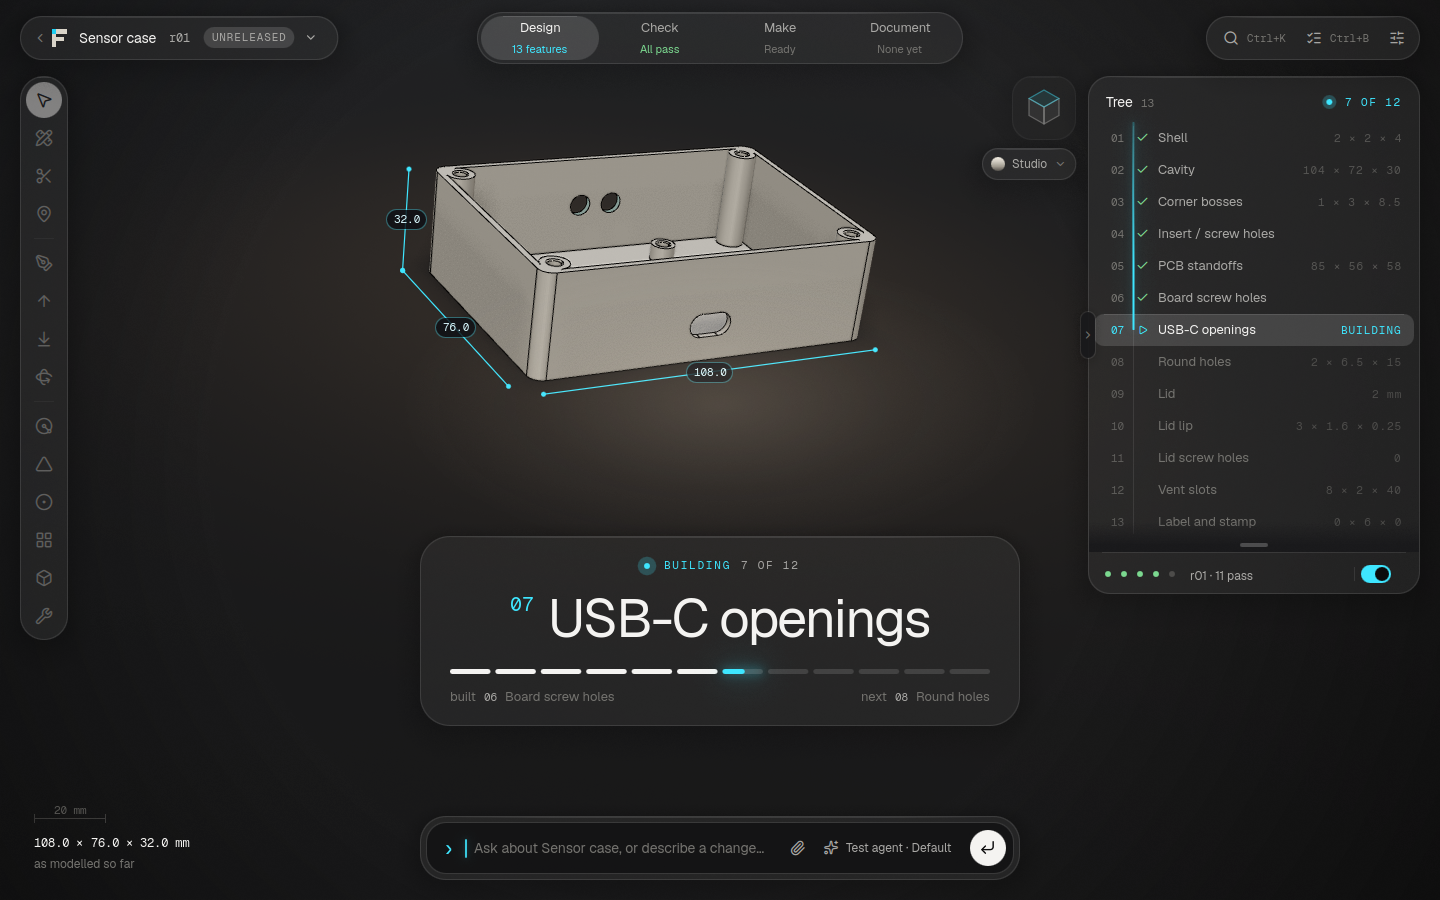 Sensor case r01 UNRELEASED
Design
13 features
Check
All pass
Make
Ready
Document
None yet
Ctrl+K
Ctrl+B
Studio
Tree 13
7 OF 12
01 Shell 2 × 2 × 4
02 Cavity 104 × 72 × 30
03 Corner bosses 1 × 3 × 8.5
04 Insert / screw holes
05 PCB standoffs 85 × 56 × 58
06 Board screw holes
07 USB-C openings BUILDING
08 Round holes 2 × 6.5 × 15
09 Lid 2 mm
10 Lid lip 3 × 1.6 × 0.25
11 Lid screw holes 0
12 Vent slots 8 × 2 × 40
13 Label and stamp 0 × 6 × 0
r01 · 11 pass
32.0
76.0
108.0
BUILDING 7 OF 12
07 USB-C openings
built 06 Board screw holes
next 08 Round holes
20 mm
108.0 × 76.0 × 32.0 mm
as modelled so far
Ask about Sensor case, or describe a change...
Test agent · Default